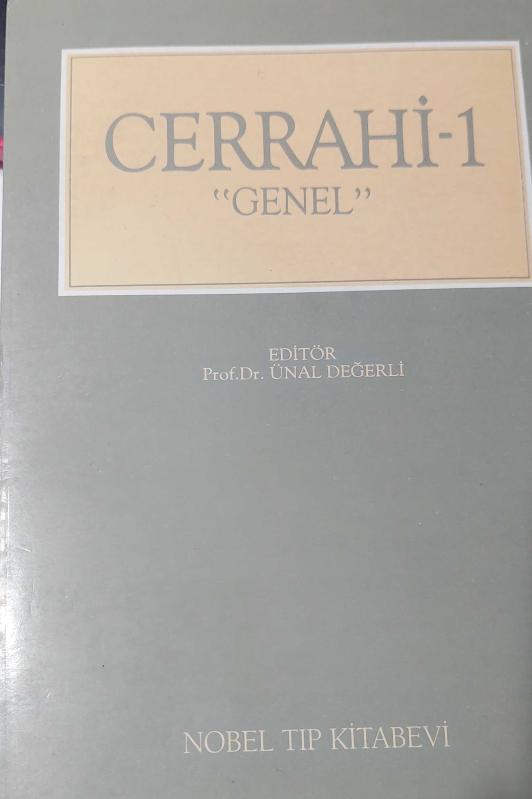 CERRAHİ-1
“GENEL”
EDİTÖR
Prof.Dr. ÜNAL DEĞERLİ
NOBEL TIP KİTABEVİ